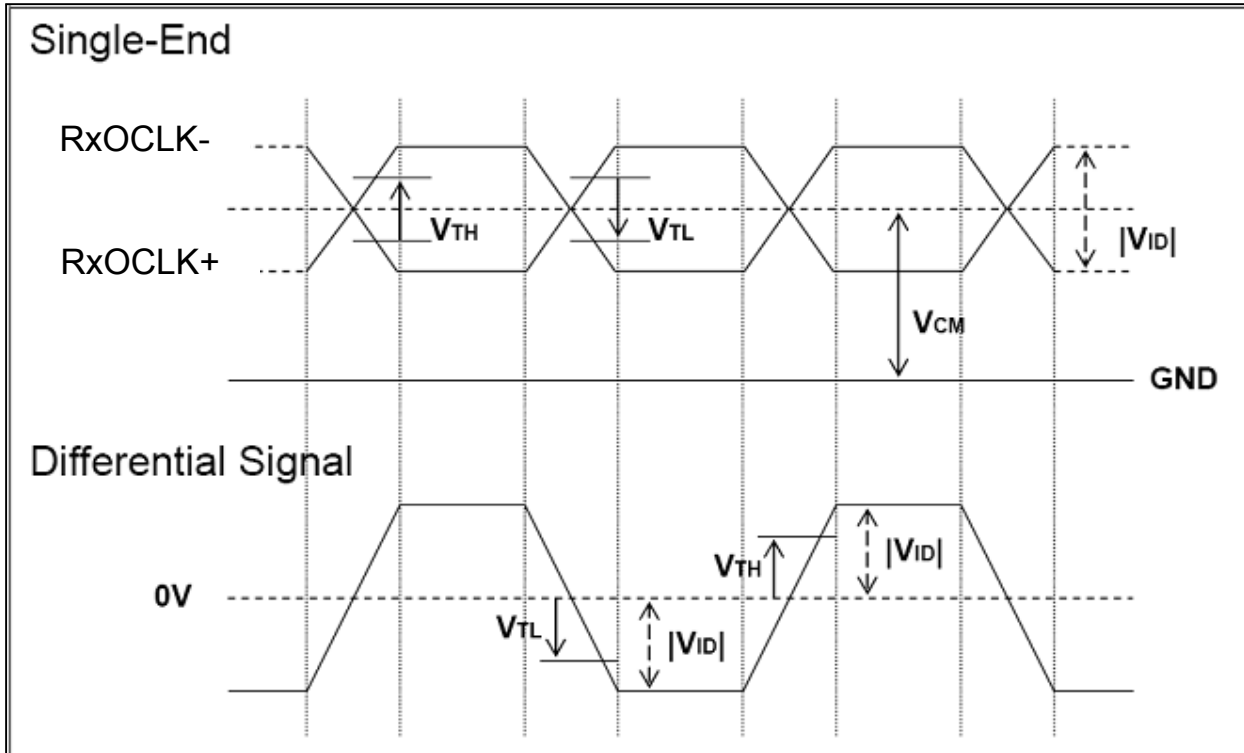 Single-End
RxOCLK-
VTH
VTL
|VID|
RxOCLK+
VCM
GND
Differential Signal
|VID|
VTH
0V
VTL
|VID|